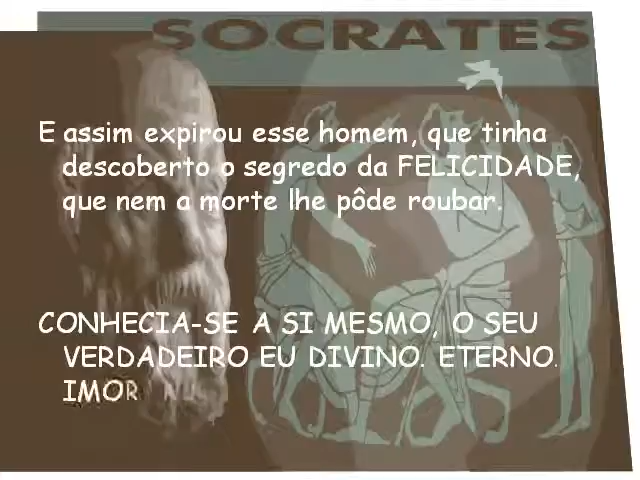 SOCRATES
E assim expirou esse homem, que tinha
descoberto o segredo da FELICIDADE,
que nem a morte lhe pôde roubar.
CONHECIA-SE A SI MESMO, O SEU
VERDADEIRO EU DIVINO. ETERNO.
IMOR